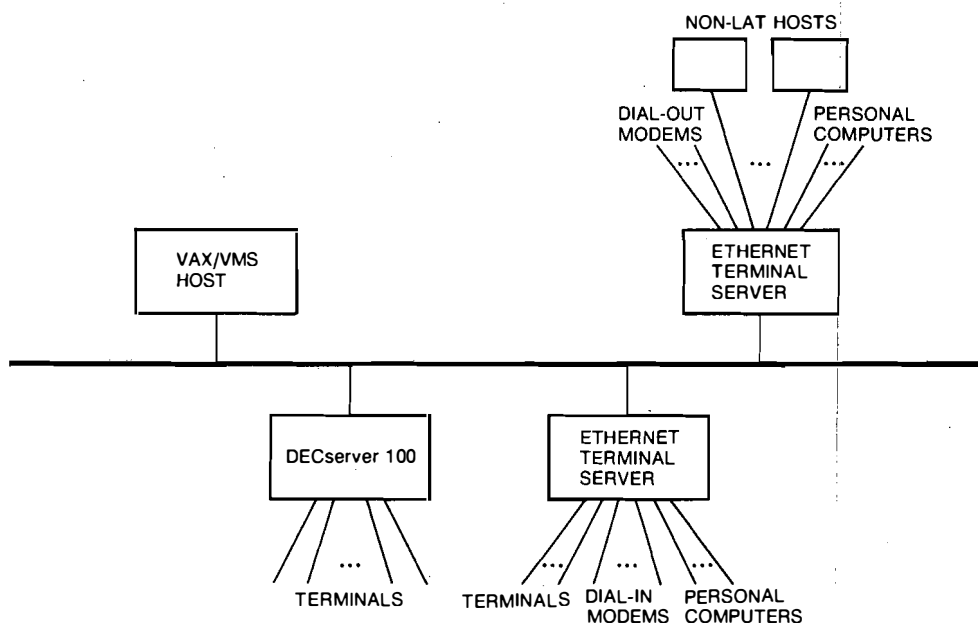 NON-LAT HOSTS
DIAL-OUT
MODEMS
PERSONAL
COMPUTERS
...
...
...
VAX/VMS
HOST
ETHERNET
TERMINAL
SERVER
DECserver 100
ETHERNET
TERMINAL
SERVER
...
...
...
...
TERMINALS
TERMINALS
DIAL-IN
MODEMS
PERSONAL
COMPUTERS